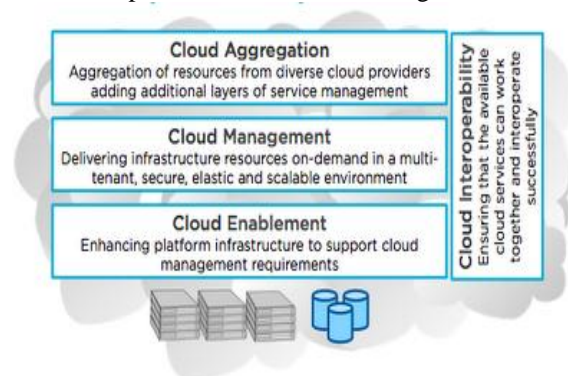 Cloud Aggregation
Aggregation of resources from diverse cloud providers
adding additional layers of service management
Cloud Management
Delivering infrastructure resources on-demand in a multi-
tenant, secure, elastic and scalable environment
Cloud Enablement
Enhancing platform infrastructure to support cloud
management requirements
Cloud Interoperability
Ensuring that the available
cloud services can work
together and interoperate
successfully